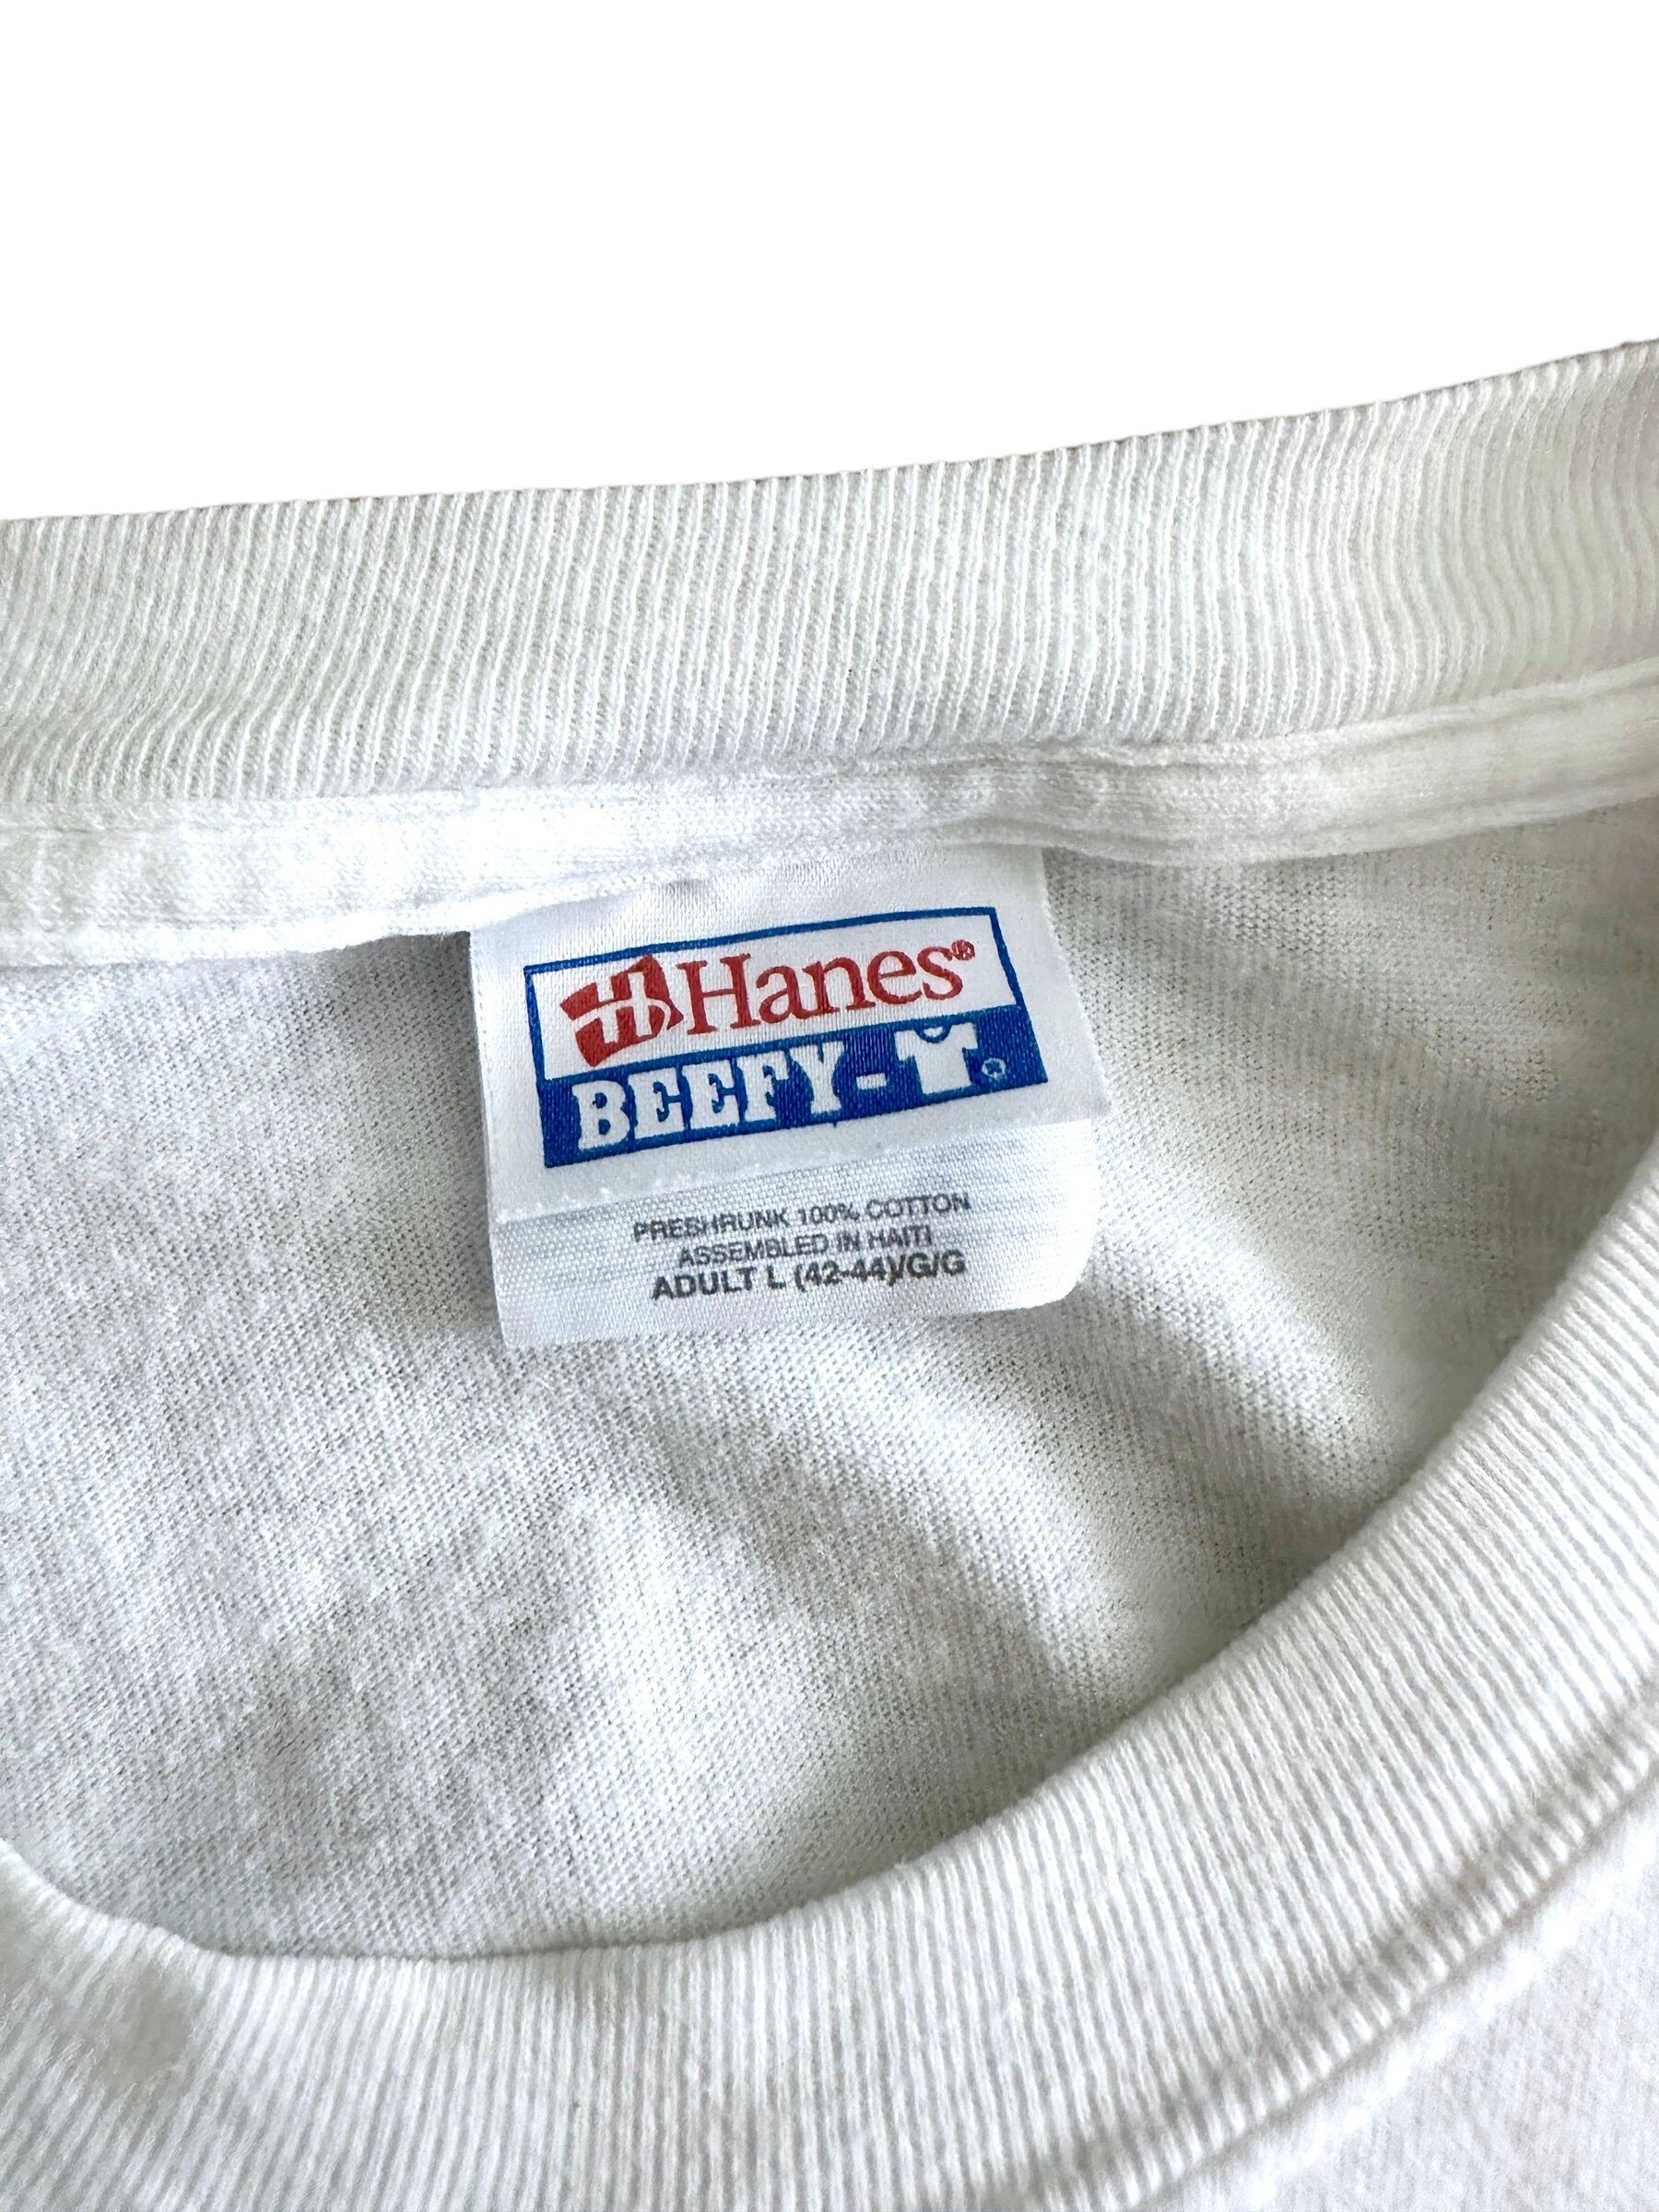 Hanes®
BEEFY-T®
PRESHRUNK 100% COTTON
ASSEMBLED IN HAITI
ADULT L (42-44)/G/G